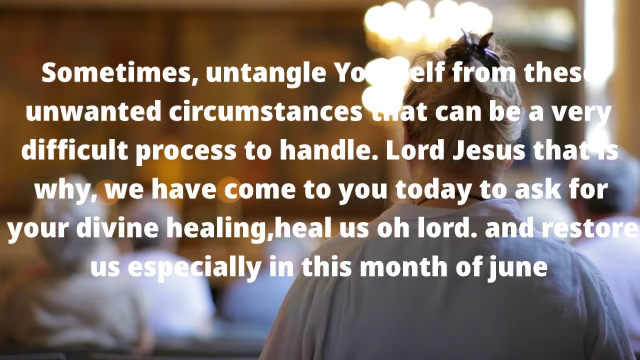 Sometimes, untangle Yourself from these
unwanted circumstances that can be a very
difficult process to handle. Lord Jesus that is
why, we have come to you today to ask for
your divine healing,heal us oh lord. and restore
us especially in this month of june